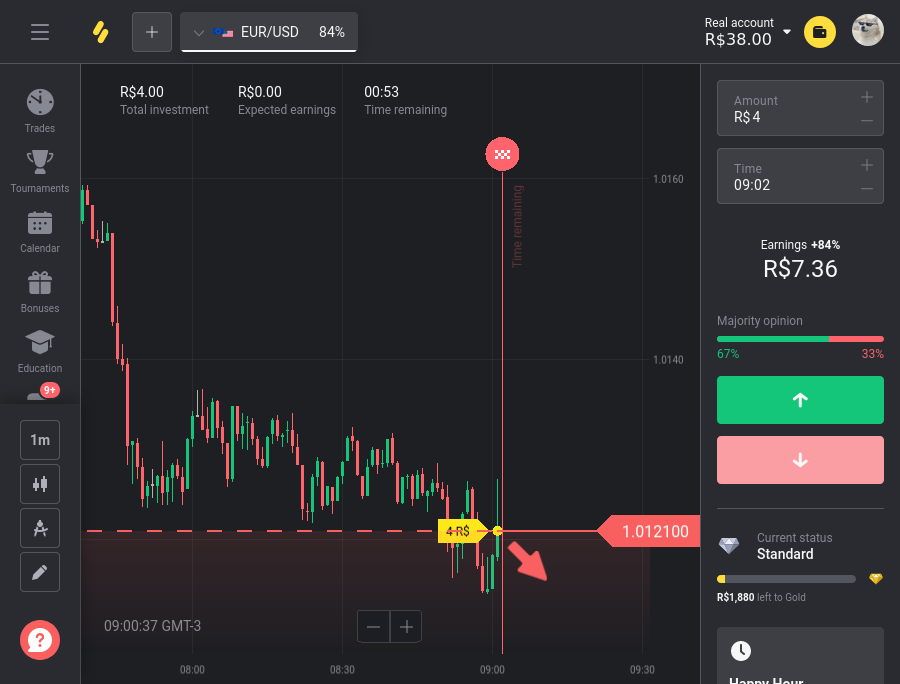 EUR/USD 84%
Real account
R$38.00
R$4.00 R$0.00 00:53
Total investment Expected earnings Time remaining
Time remaining
1.0160
1.0140
4 R$
1.012100
09:00:37 GMT-3
08:00 08:30 09:00 09:30
Trades
Tournaments
Calendar
Bonuses
Education
9+
1m
?
Amount
R$ 4
Time
09:02
Earnings +84%
R$7.36
Majority opinion
67% 33%
Current status
Standard
R$1,880 left to Gold
Happy Hour